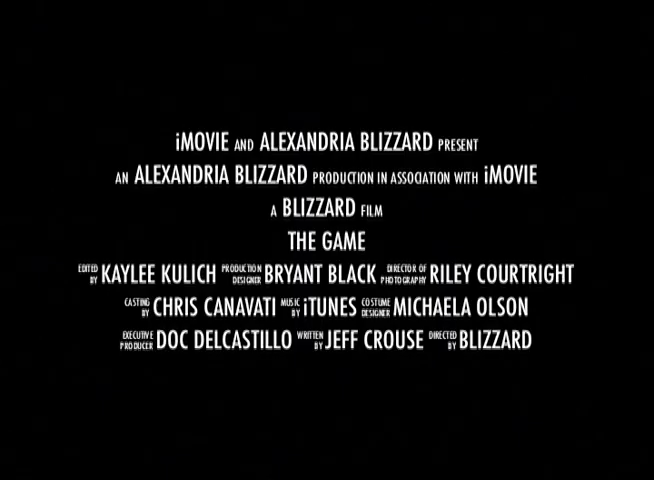 iMOVIE AND ALEXANDRIA BLIZZARD PRESENT
AN ALEXANDRIA BLIZZARD PRODUCTION IN ASSOCIATION WITH iMOVIE
A BLIZZARD FILM
THE GAME
EDITED BY KAYLEE KULICH PRODUCTION DESIGNER BRYANT BLACK DIRECTOR OF PHOTOGRAPHY RILEY COURTRIGHT
CASTING BY CHRIS CANAVATI MUSIC BY iTUNES COSTUME DESIGNER MICHAELA OLSON
EXECUTIVE PRODUCER DOC DELCASTILLO WRITTEN BY JEFF CROUSE DIRECTED BY BLIZZARD